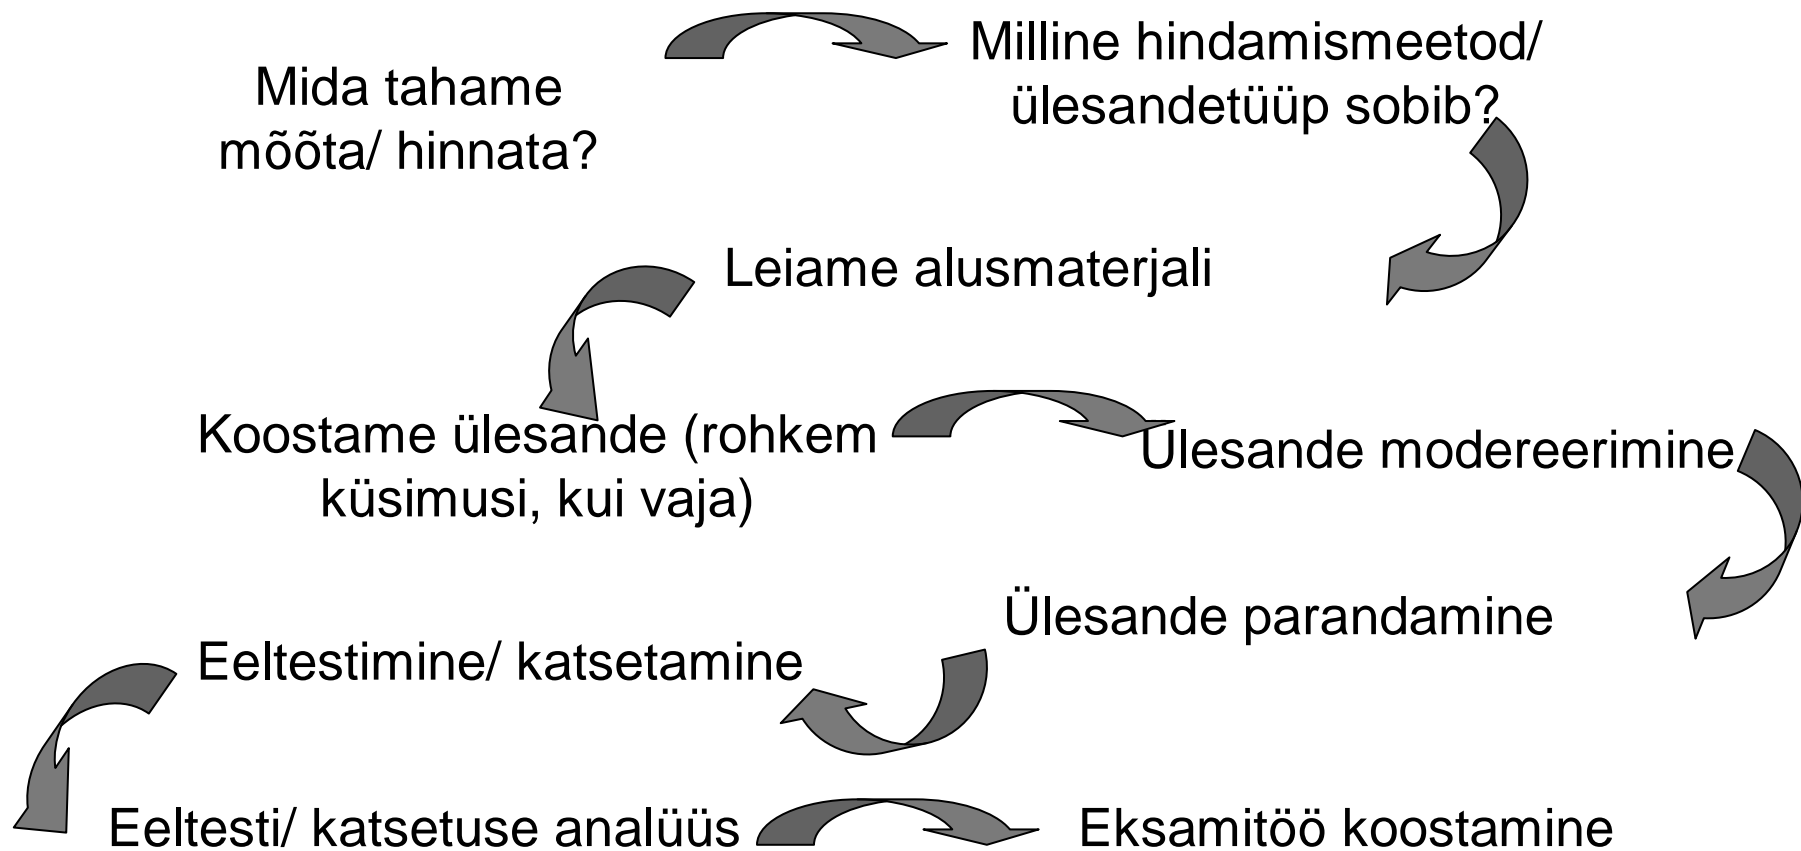 Mida tahame
mõõta/ hinnata?
Milline hindamismeetod/
ülesandetüüp sobib?
Leiame alusmaterjali
Koostame ülesande (rohkem
küsimusi, kui vaja)
Ülesande modereerimine
Ülesande parandamine
Eeltestimine/ katsetamine
Eeltesti/ katsetuse analüüs
Eksamitöö koostamine